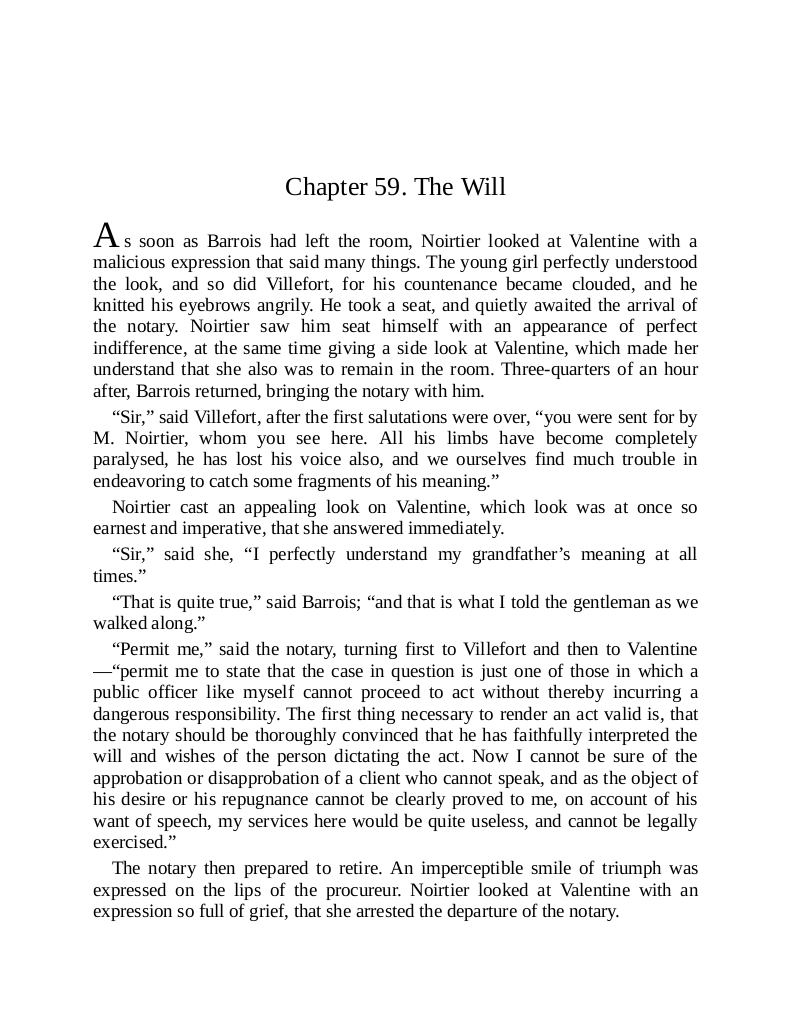 Chapter 59. The Will
As soon as Barrois had left the room, Noirtier looked at Valentine with a
malicious expression that said many things. The young girl perfectly understood
the look, and so did Villefort, for his countenance became clouded, and he
knitted his eyebrows angrily. He took a seat, and quietly awaited the arrival of
the notary. Noirtier saw him seat himself with an appearance of perfect
indifference, at the same time giving a side look at Valentine, which made her
understand that she also was to remain in the room. Three-quarters of an hour
after, Barrois returned, bringing the notary with him.
“Sir,” said Villefort, after the first salutations were over, “you were sent for by
M. Noirtier, whom you see here. All his limbs have become completely
paralysed, he has lost his voice also, and we ourselves find much trouble in
endeavoring to catch some fragments of his meaning.”
Noirtier cast an appealing look on Valentine, which look was at once so
earnest and imperative, that she answered immediately.
“Sir,” said she, “I perfectly understand my grandfather’s meaning at all
times.”
“That is quite true,” said Barrois; “and that is what I told the gentleman as we
walked along.”
“Permit me,” said the notary, turning first to Villefort and then to Valentine
—“permit me to state that the case in question is just one of those in which a
public officer like myself cannot proceed to act without thereby incurring a
dangerous responsibility. The first thing necessary to render an act valid is, that
the notary should be thoroughly convinced that he has faithfully interpreted the
will and wishes of the person dictating the act. Now I cannot be sure of the
approbation or disapprobation of a client who cannot speak, and as the object of
his desire or his repugnance cannot be clearly proved to me, on account of his
want of speech, my services here would be quite useless, and cannot be legally
exercised.”
The notary then prepared to retire. An imperceptible smile of triumph was
expressed on the lips of the procureur. Noirtier looked at Valentine with an
expression so full of grief, that she arrested the departure of the notary.